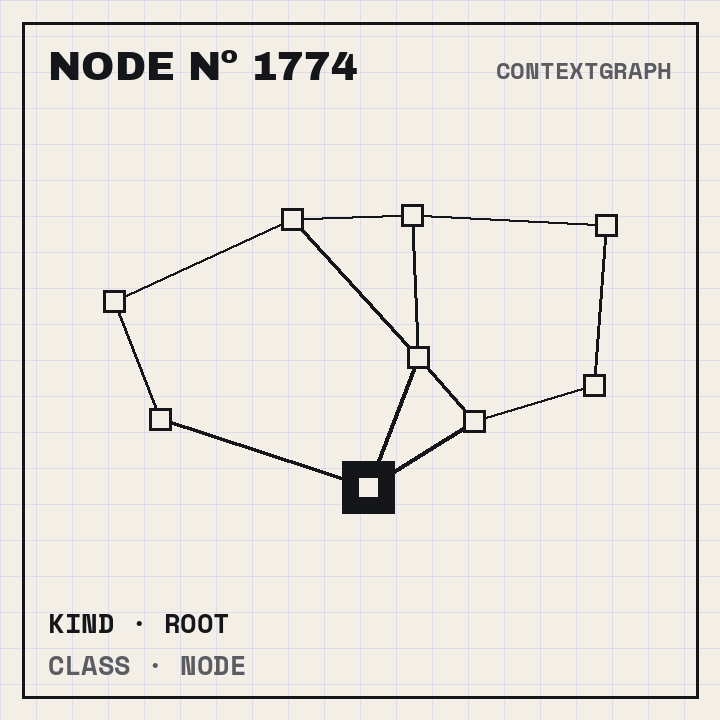 NODE Nº 1774
CONTEXTGRAPH
KIND · ROOT
CLASS · NODE